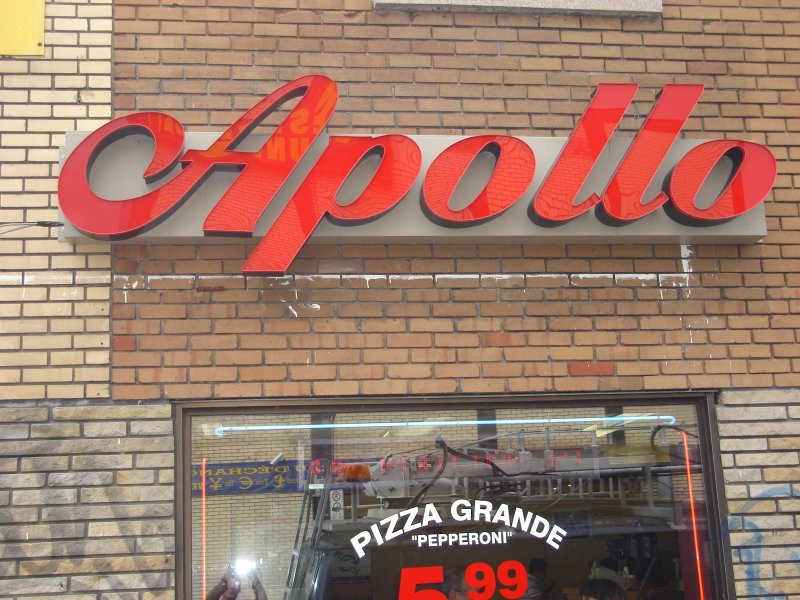 Apollo
PIZZA GRANDE
"PEPPERONI"
5.99